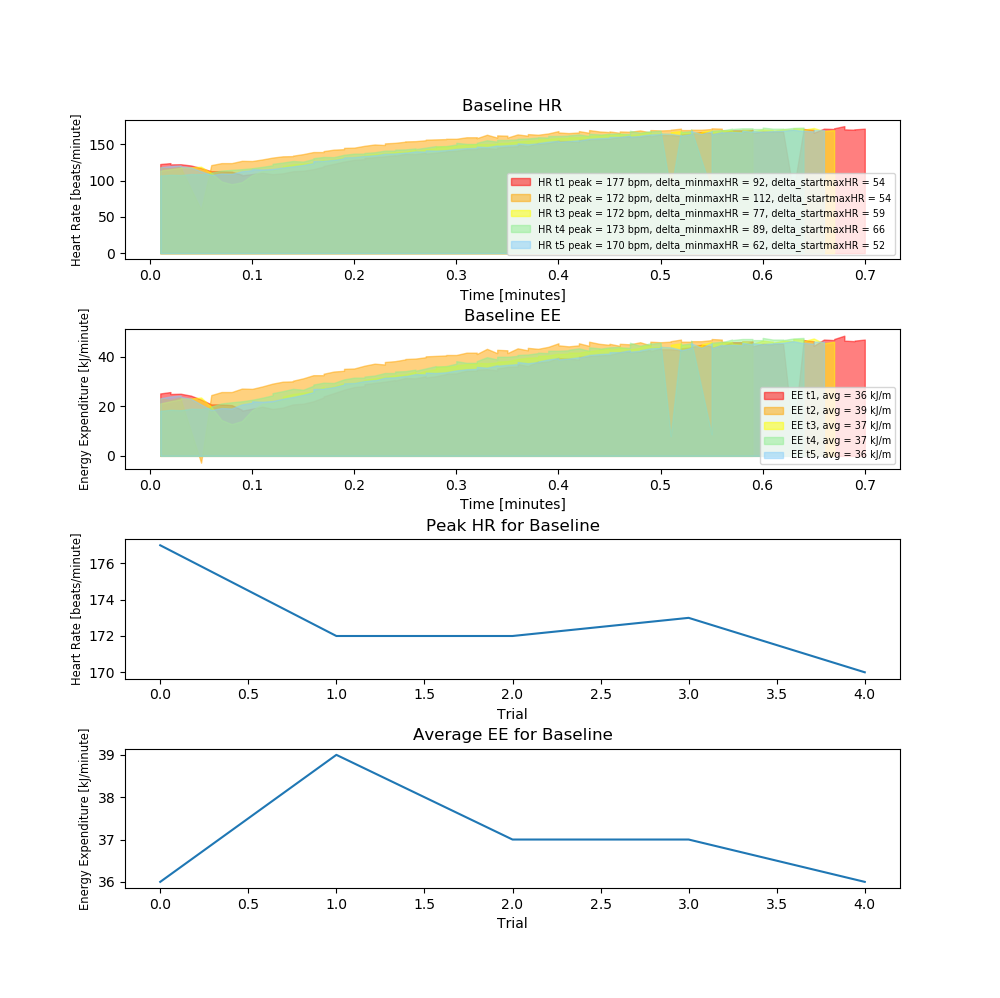 Baseline HR
Heart Rate [beats/minute]
150
100
50
0
HR t1 peak = 177 bpm, delta_minmaxHR = 92, delta_startmaxHR = 54
HR t2 peak = 172 bpm, delta_minmaxHR = 112, delta_startmaxHR = 54
HR t3 peak = 172 bpm, delta_minmaxHR = 77, delta_startmaxHR = 59
HR t4 peak = 173 bpm, delta_minmaxHR = 89, delta_startmaxHR = 66
HR t5 peak = 170 bpm, delta_minmaxHR = 62, delta_startmaxHR = 52
0.0 0.1 0.2 0.3 0.4 0.5 0.6 0.7
Time [minutes]
Baseline EE
Energy Expenditure [kJ/minute]
40
20
0
EE t1, avg = 36 kJ/m
EE t2, avg = 39 kJ/m
EE t3, avg = 37 kJ/m
EE t4, avg = 37 kJ/m
EE t5, avg = 36 kJ/m
0.0 0.1 0.2 0.3 0.4 0.5 0.6 0.7
Time [minutes]
Peak HR for Baseline
Heart Rate [beats/minute]
176
174
172
170
0.0 0.5 1.0 1.5 2.0 2.5 3.0 3.5 4.0
Trial
Average EE for Baseline
Energy Expenditure [kJ/minute]
39
38
37
36
0.0 0.5 1.0 1.5 2.0 2.5 3.0 3.5 4.0
Trial